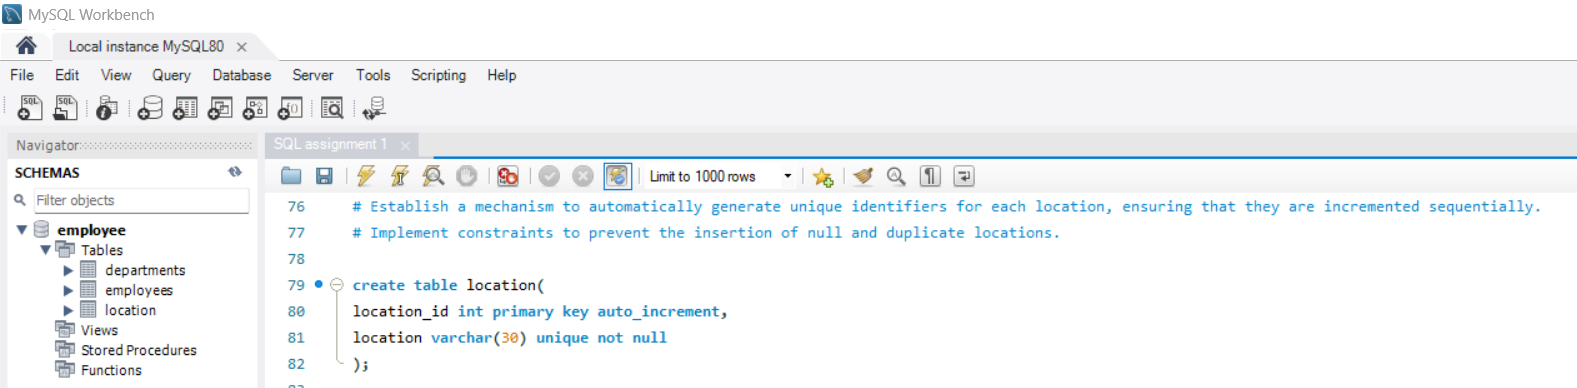 MySQL Workbench
Local instance MySQL80
File Edit View Query Database Server Tools Scripting Help
Navigator
SQL assignment 1
SCHEMAS
Limit to 1000 rows
Filter objects
employee
Tables
departments
employees
location
Views
Stored Procedures
Functions
76 # Establish a mechanism to automatically generate unique identifiers for each location, ensuring that they are incremented sequentially.
77 # Implement constraints to prevent the insertion of null and duplicate locations.
78
79 create table location(
80 location_id int primary key auto_increment,
81 location varchar(30) unique not null
82 );